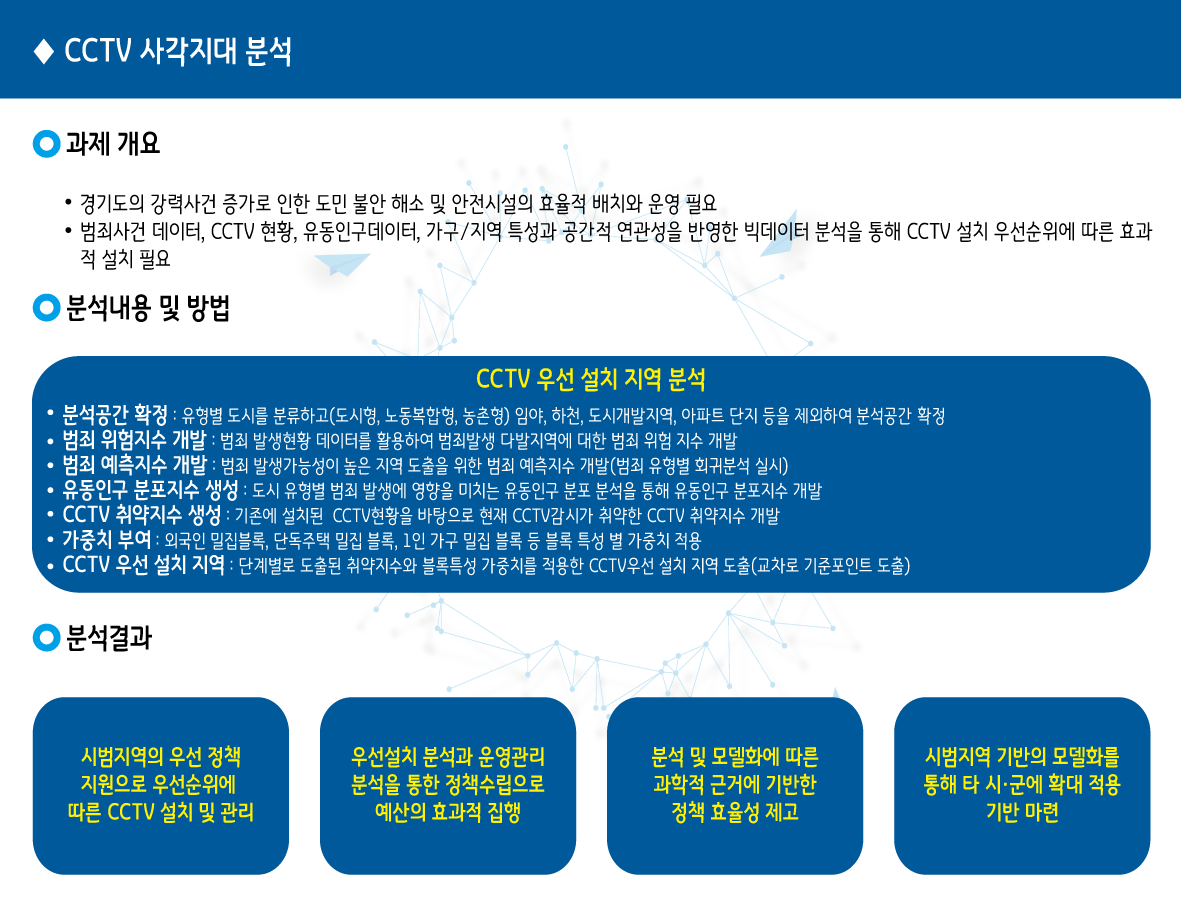 ◆ CCTV 사각지대 분석
과제 개요
• 경기도의 강력사건 증가로 인한 도민 불안 해소 및 안전시설의 효율적 배치와 운영 필요
• 범죄사건 데이터, CCTV 현황, 유동인구데이터, 가구/지역 특성과 공간적 연관성을 반영한 빅데이터 분석을 통해 CCTV 설치 우선순위에 따른 효과
적 설치 필요
분석내용 및 방법
CCTV 우선 설치 지역 분석
• 분석공간 확정 : 유형별 도시를 분류하고(도시형, 노동복합형, 농촌형) 임야, 하천, 도시개발지역, 아파트 단지 등을 제외하여 분석공간 확정
• 범죄 위험지수 개발 : 범죄 발생현황 데이터를 활용하여 범죄발생 다발지역에 대한 범죄 위험 지수 개발
• 범죄 예측지수 개발 : 범죄 발생가능성이 높은 지역 도출을 위한 범죄 예측지수 개발(범죄 유형별 회귀분석 실시)
• 유동인구 분포지수 생성 : 도시 유형별 범죄 발생에 영향을 미치는 유동인구 분포 분석을 통해 유동인구 분포지수 개발
• CCTV 취약지수 생성 : 기존에 설치된 CCTV현황을 바탕으로 현재 CCTV감시가 취약한 CCTV 취약지수 개발
• 가중치 부여 : 외국인 밀집블록, 단독주택 밀집 블록, 1인 가구 밀집 블록 등 블록 특성 별 가중치 적용
• CCTV 우선 설치 지역 : 단계별로 도출된 취약지수와 블록특성 가중치를 적용한 CCTV우선 설치 지역 도출(교차로 기준포인트 도출)
분석결과
시범지역의 우선 정책
지원으로 우선순위에
따른 CCTV 설치 및 관리
우선설치 분석과 운영관리
분석을 통한 정책수립으로
예산의 효과적 집행
분석 및 모델화에 따른
과학적 근거에 기반한
정책 효율성 제고
시범지역 기반의 모델화를
통해 타 시·군에 확대 적용
기반 마련